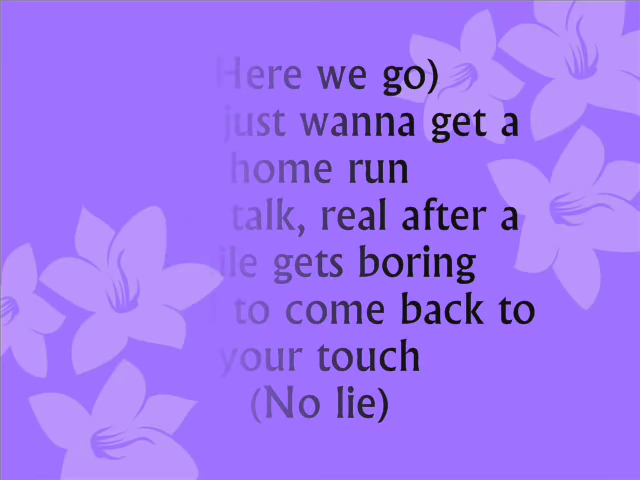 Here we go)
just wanna get a
home run
talk, real after a
gets boring
to come back to
your touch
(No lie)